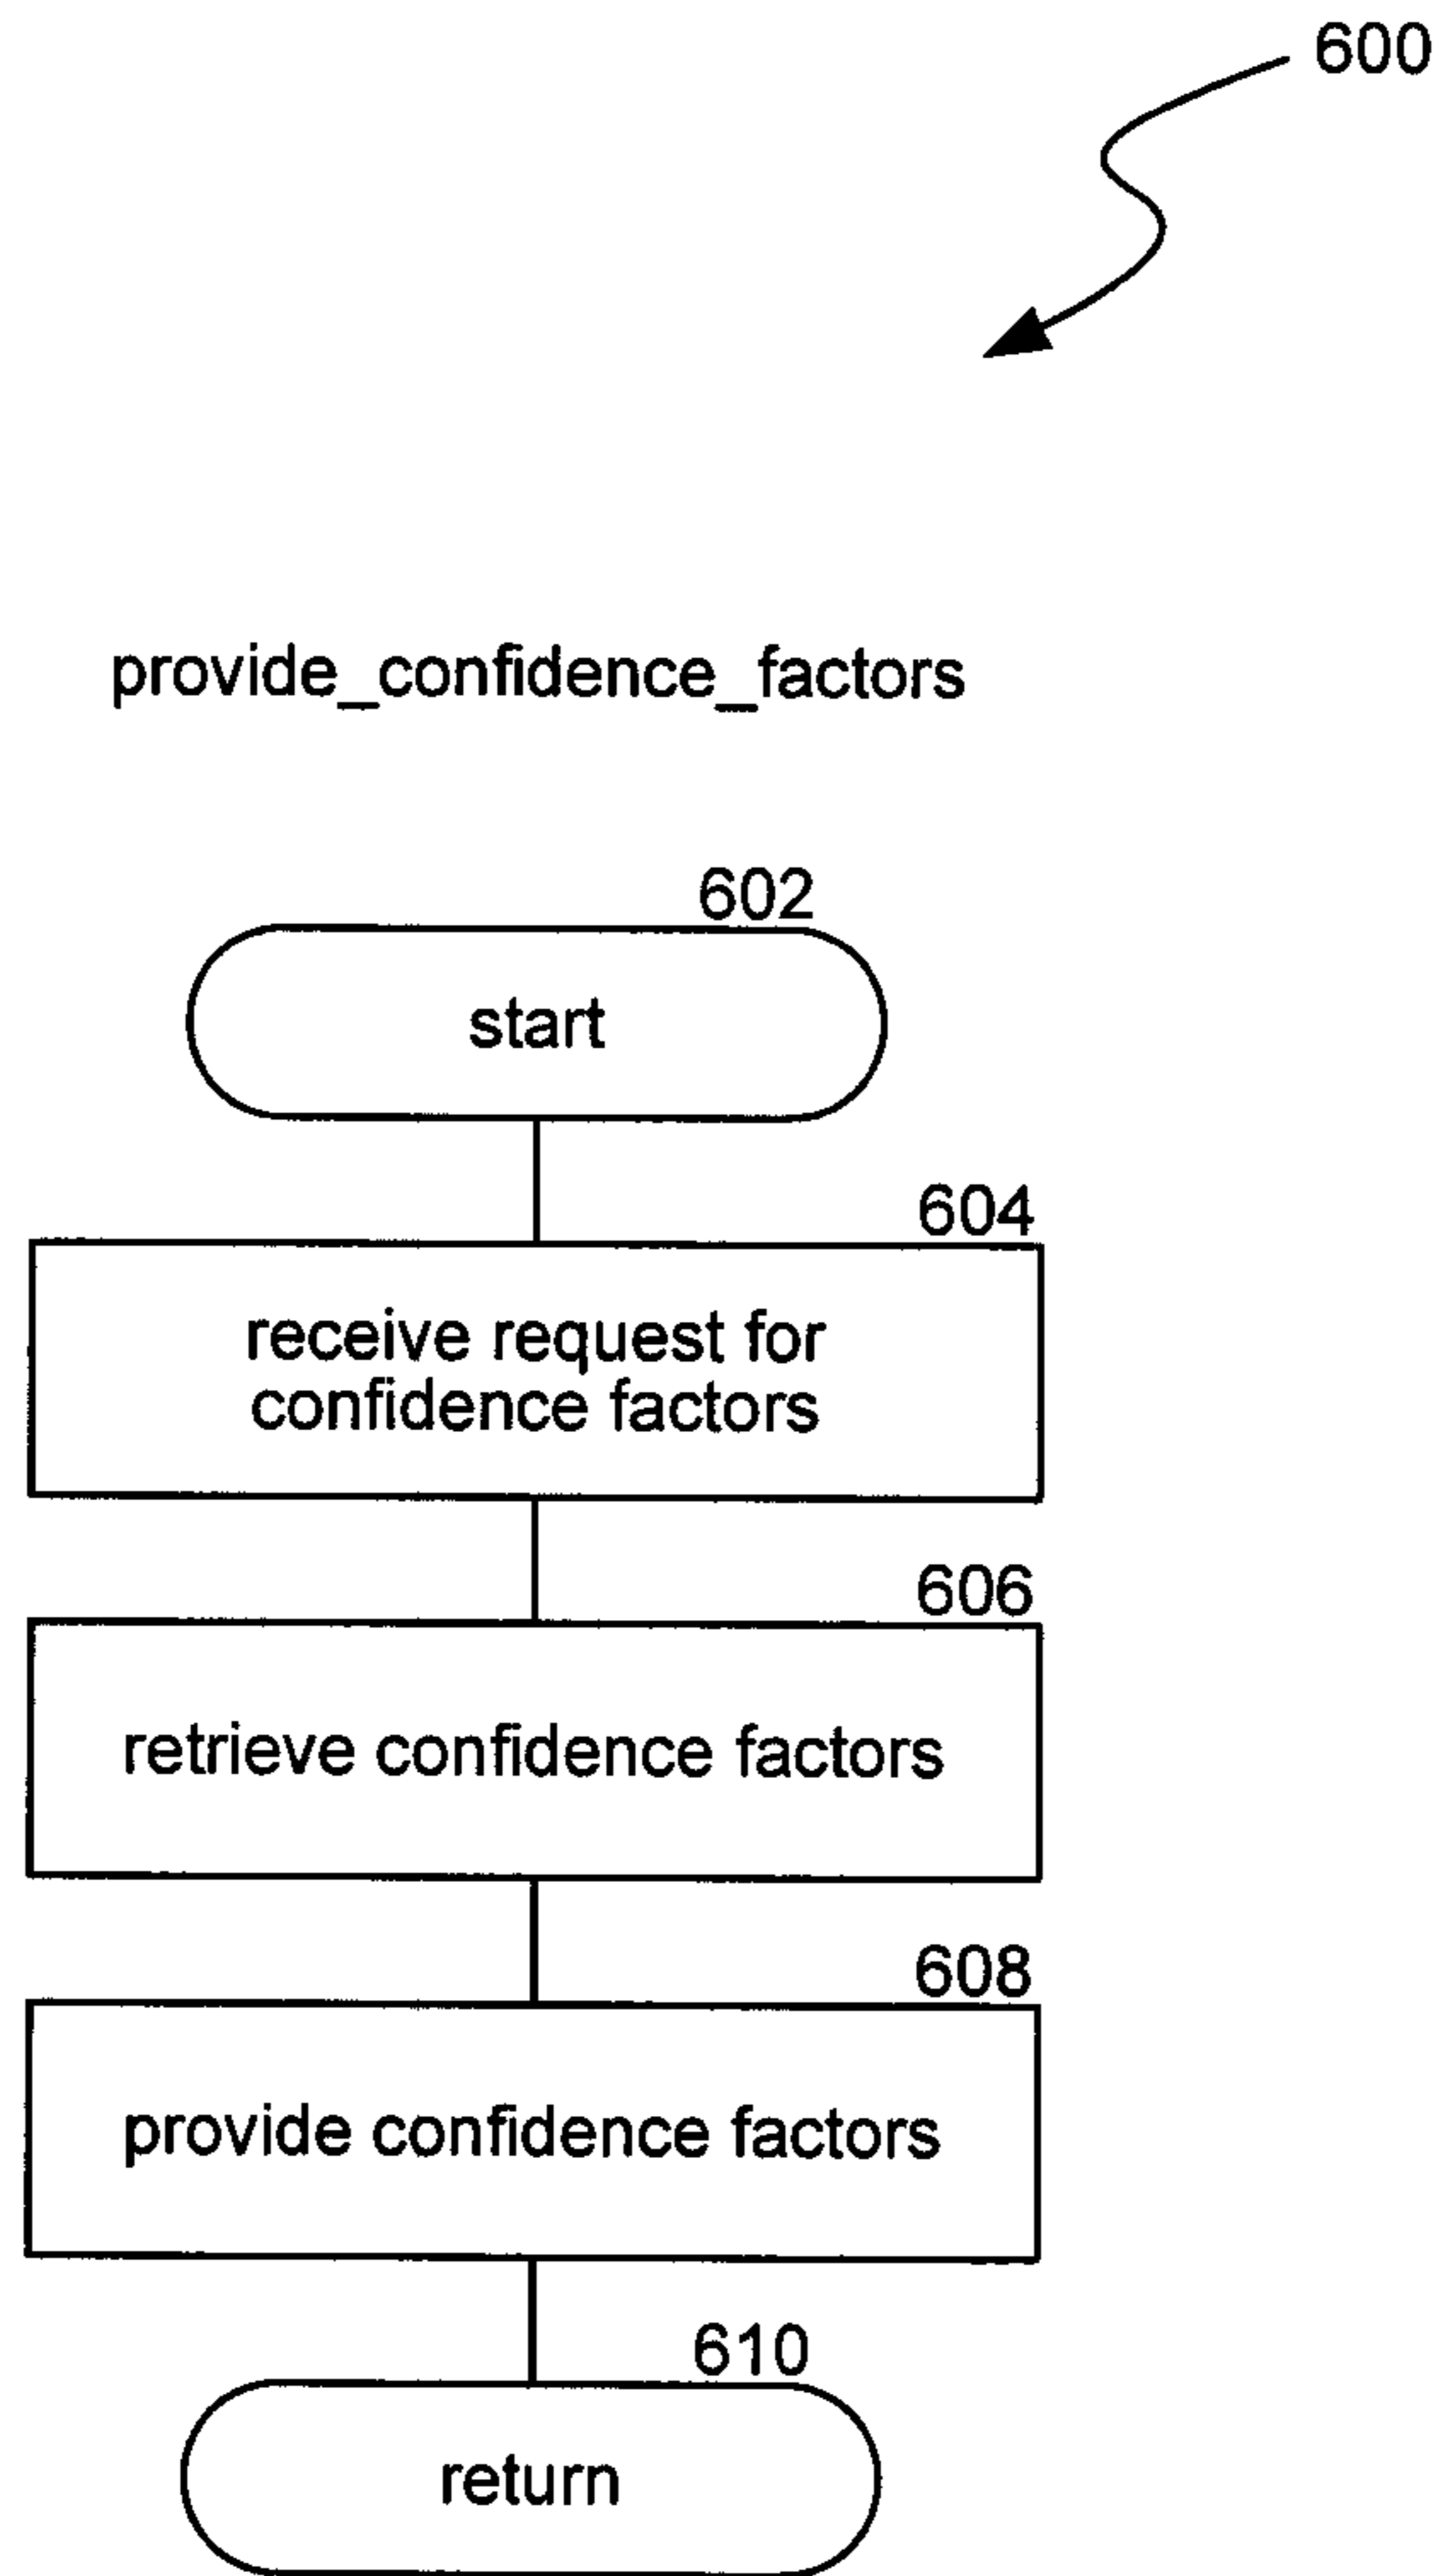 600
provide_confidence_factors
602
start
604
receive request for
confidence factors
606
retrieve confidence factors
608
provide confidence factors
610
return